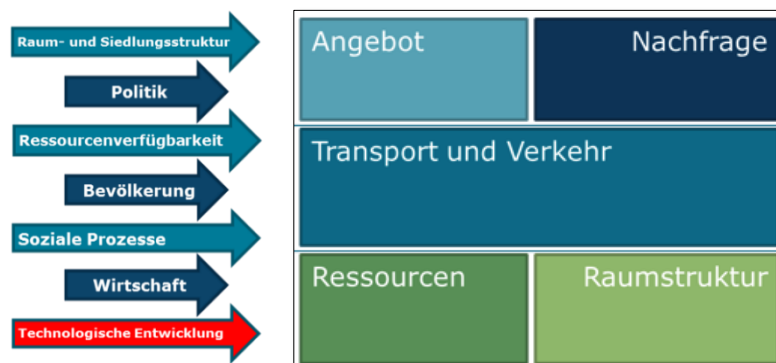 Raum- und Siedlungsstruktur
Politik
Ressourcenverfügbarkeit
Bevölkerung
Soziale Prozesse
Wirtschaft
Technologische Entwicklung
Angebot
Nachfrage
Transport und Verkehr
Ressourcen
Raumstruktur